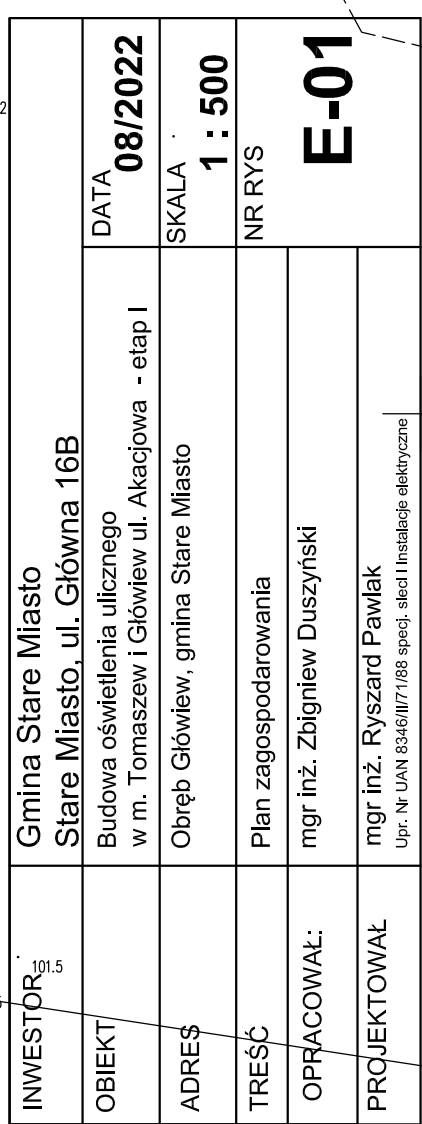 INWESTOR
Gmina Stare Miasto
Stare Miasto, ul. Główna 16B
101.5
OBIEKT
Budowa oświetlenia ulicznego
w m. Tomaszew i Główiew ul. Akacjowa - etap I
DATA
08/2022
ADRES
Obręb Główiew, gmina Stare Miasto
SKALA
1 : 500
TREŚĆ
Plan zagospodarowania
NR RYS
E-01
OPRACOWAŁ:
mgr inż. Zbigniew Duszyński
PROJEKTOWAŁ
mgr inż. Ryszard Pawlak
Upr. Nr UAN 8346/II/71/88 specj. sieci i instalacje elektryczne
2